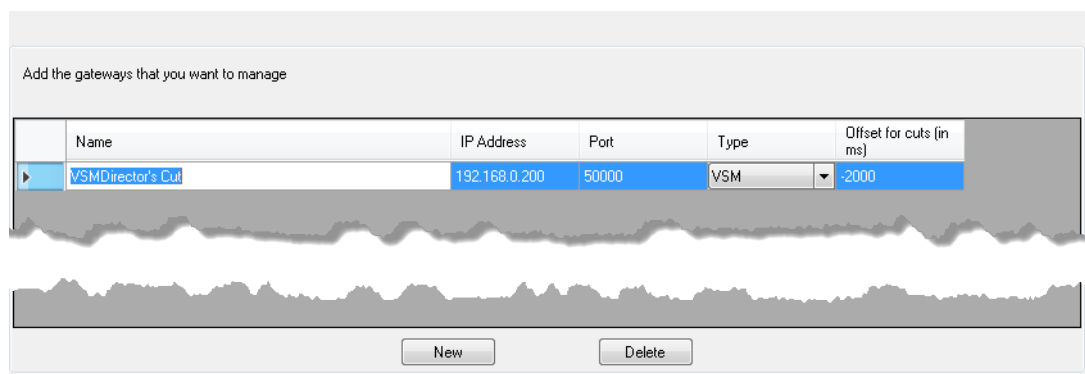 Add the gateways that you want to manage
Name IP Address Port Type Offset for cuts (in
ms)
VSMDirector's Cut 192.168.0.200 50000 VSM -2000
New Delete